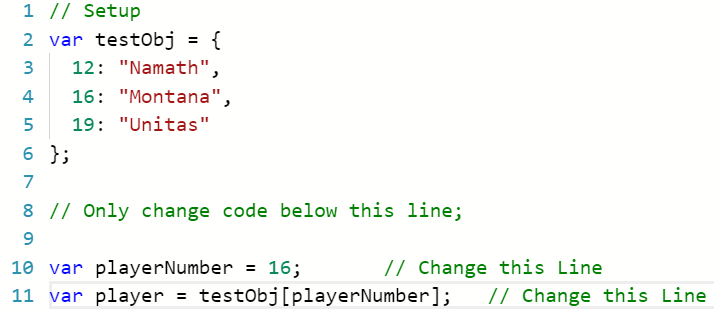 1 // Setup
2 var testObj = {
3   12: "Namath",
4   16: "Montana",
5   19: "Unitas"
6 };
7
8 // Only change code below this line;
9
10 var playerNumber = 16;       // Change this Line
11 var player = testObj[playerNumber];   // Change this Line